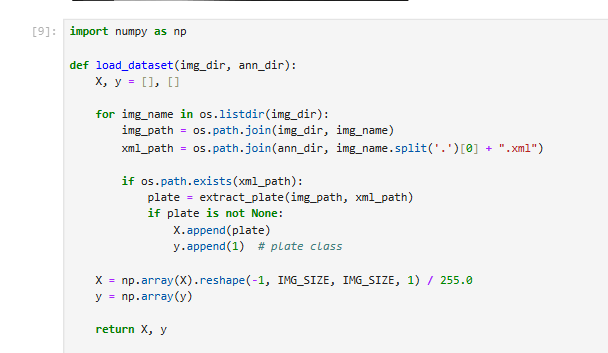 [9]: import numpy as np
def load_dataset(img_dir, ann_dir):
    X, y = [], []
    for img_name in os.listdir(img_dir):
        img_path = os.path.join(img_dir, img_name)
        xml_path = os.path.join(ann_dir, img_name.split('.')[0] + ".xml")
        if os.path.exists(xml_path):
            plate = extract_plate(img_path, xml_path)
            if plate is not None:
                X.append(plate)
                y.append(1)  # plate class
    X = np.array(X).reshape(-1, IMG_SIZE, IMG_SIZE, 1) / 255.0
    y = np.array(y)
    return X, y